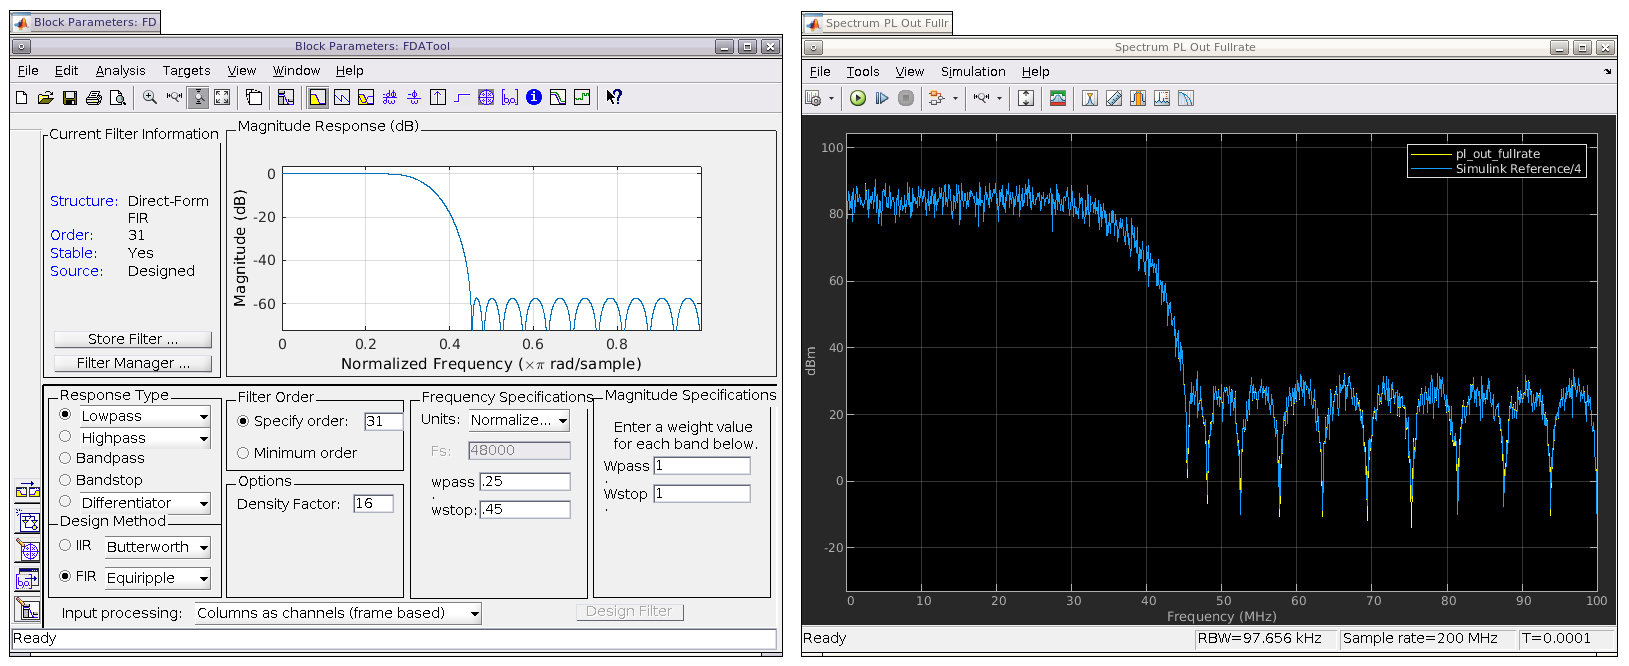 Block Parameters: FD
Block Parameters: FDATool
File Edit Analysis Targets View Window Help
Current Filter Information
Structure: Direct-Form
FIR
Order: 31
Stable: Yes
Source: Designed
Store Filter ...
Filter Manager ...
Magnitude Response (dB)
Magnitude (dB)
0
-20
-40
-60
0 0.2 0.4 0.6 0.8
Normalized Frequency (×π rad/sample)
Response Type
Lowpass
Highpass
Bandpass
Bandstop
Differentiator
Design Method
IIR Butterworth
FIR Equiripple
Filter Order
Specify order: 31
Minimum order
Options
Density Factor: 16
Frequency Specifications
Units: Normalize...
Fs: 48000
wpass .25
wstop: .45
Magnitude Specifications
Enter a weight value
for each band below.
Wpass 1
Wstop 1
Input processing: Columns as channels (frame based)
Design Filter
Ready
Spectrum PL Out Fullr
Spectrum PL Out Fullrate
File Tools View Simulation Help
pl_out_fullrate
Simulink Reference/4
dBm
100
80
60
40
20
0
-20
0 10 20 30 40 50 60 70 80 90 100
Frequency (MHz)
Ready RBW=97.656 kHz Sample rate=200 MHz T=0.0001